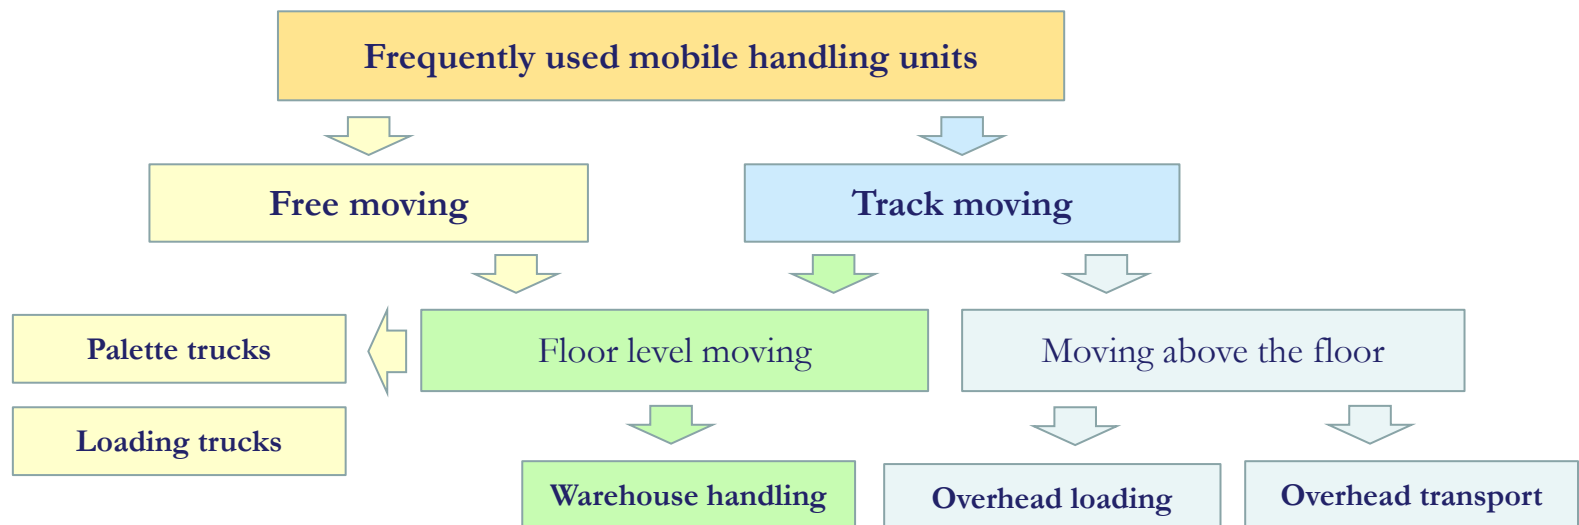 Frequently used mobile handling units
Free moving
Track moving
Palette trucks
Floor level moving
Moving above the floor
Loading trucks
Warehouse handling
Overhead loading
Overhead transport